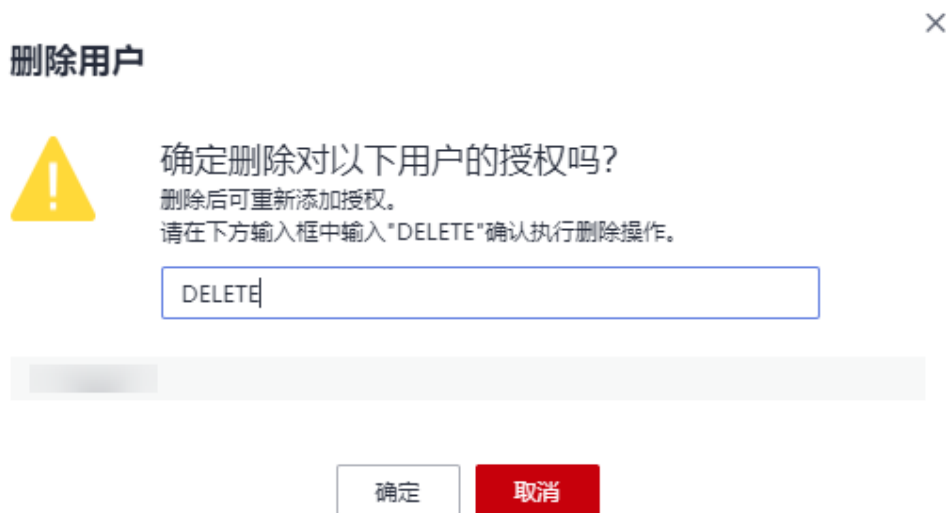 删除用户
确定删除对以下用户的授权吗?
删除后可重新添加授权。
请在下方输入框中输入"DELETE"确认执行删除操作。
DELETE
确定
取消